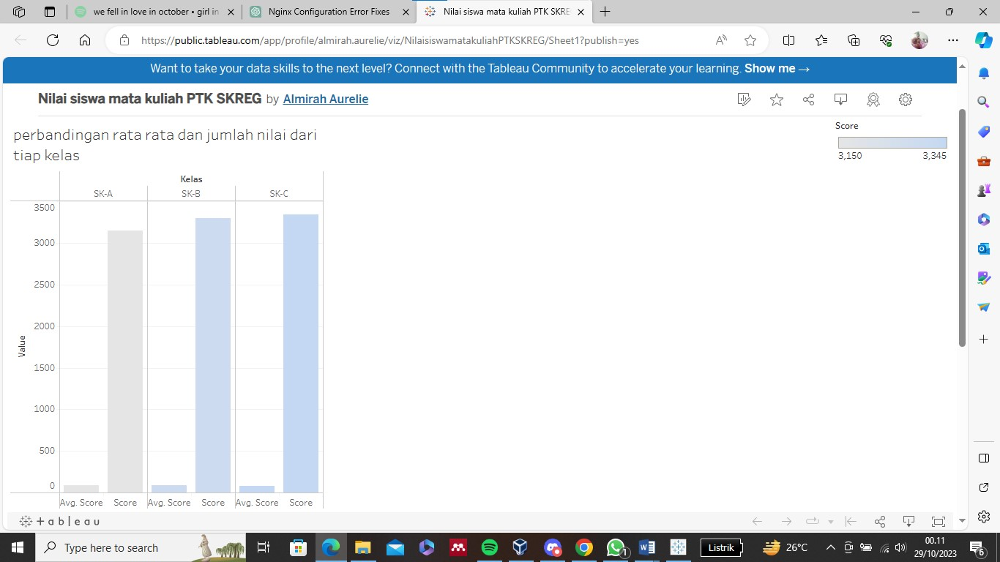 we fell in love in october • girl in
Nginx Configuration Error Fixes
Nilai siswa mata kuliah PTK SKRE
https://public.tableau.com/app/profile/almirah.aurelie/viz/NilaisiswamatakuliahPTKSKREG/Sheet1?publish=yes
Want to take your data skills to the next level? Connect with the Tableau Community to accelerate your learning. Show me →
Nilai siswa mata kuliah PTK SKREG by Almirah Aurelie
perbandingan rata rata dan jumlah nilai dari
tiap kelas
Score
3,150 3,345
Kelas
SK-A SK-B SK-C
3500
3000
2500
2000
1500
1000
500
0
Value
Avg. Score Score Avg. Score Score Avg. Score Score
+ a b | e a u
Type here to search
1
Listrik
26°C
00.11
29/10/2023
6